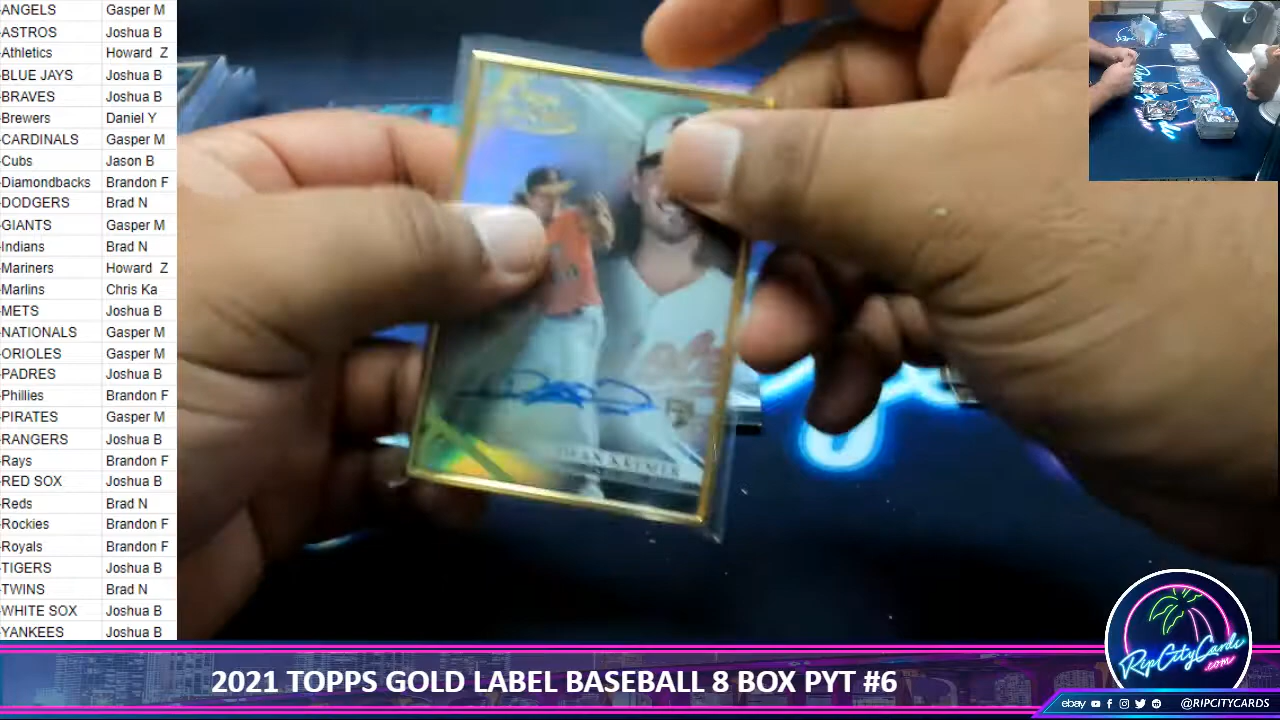 -ANGELS Gasper M
-ASTROS Joshua B
-Athletics Howard Z
-BLUE JAYS Joshua B
-BRAVES Joshua B
-Brewers Daniel Y
-CARDINALS Gasper M
-Cubs Jason B
-Diamondbacks Brandon F
-DODGERS Brad N
-GIANTS Gasper M
-Indians Brad N
-Mariners Howard Z
-Marlins Chris Ka
-METS Joshua B
-NATIONALS Gasper M
-ORIOLES Gasper M
-PADRES Joshua B
-Phillies Brandon F
-PIRATES Gasper M
-RANGERS Joshua B
-Rays Brandon F
-RED SOX Joshua B
-Reds Brad N
-Rockies Brandon F
-Royals Brandon F
-TIGERS Joshua B
-TWINS Brad N
-WHITE SOX Joshua B
-YANKEES Joshua B
KREMER
RipCityCards
.com
2021 TOPPS GOLD LABEL BASEBALL 8 BOX PYT #6
ebay @RIPCITYCARDS